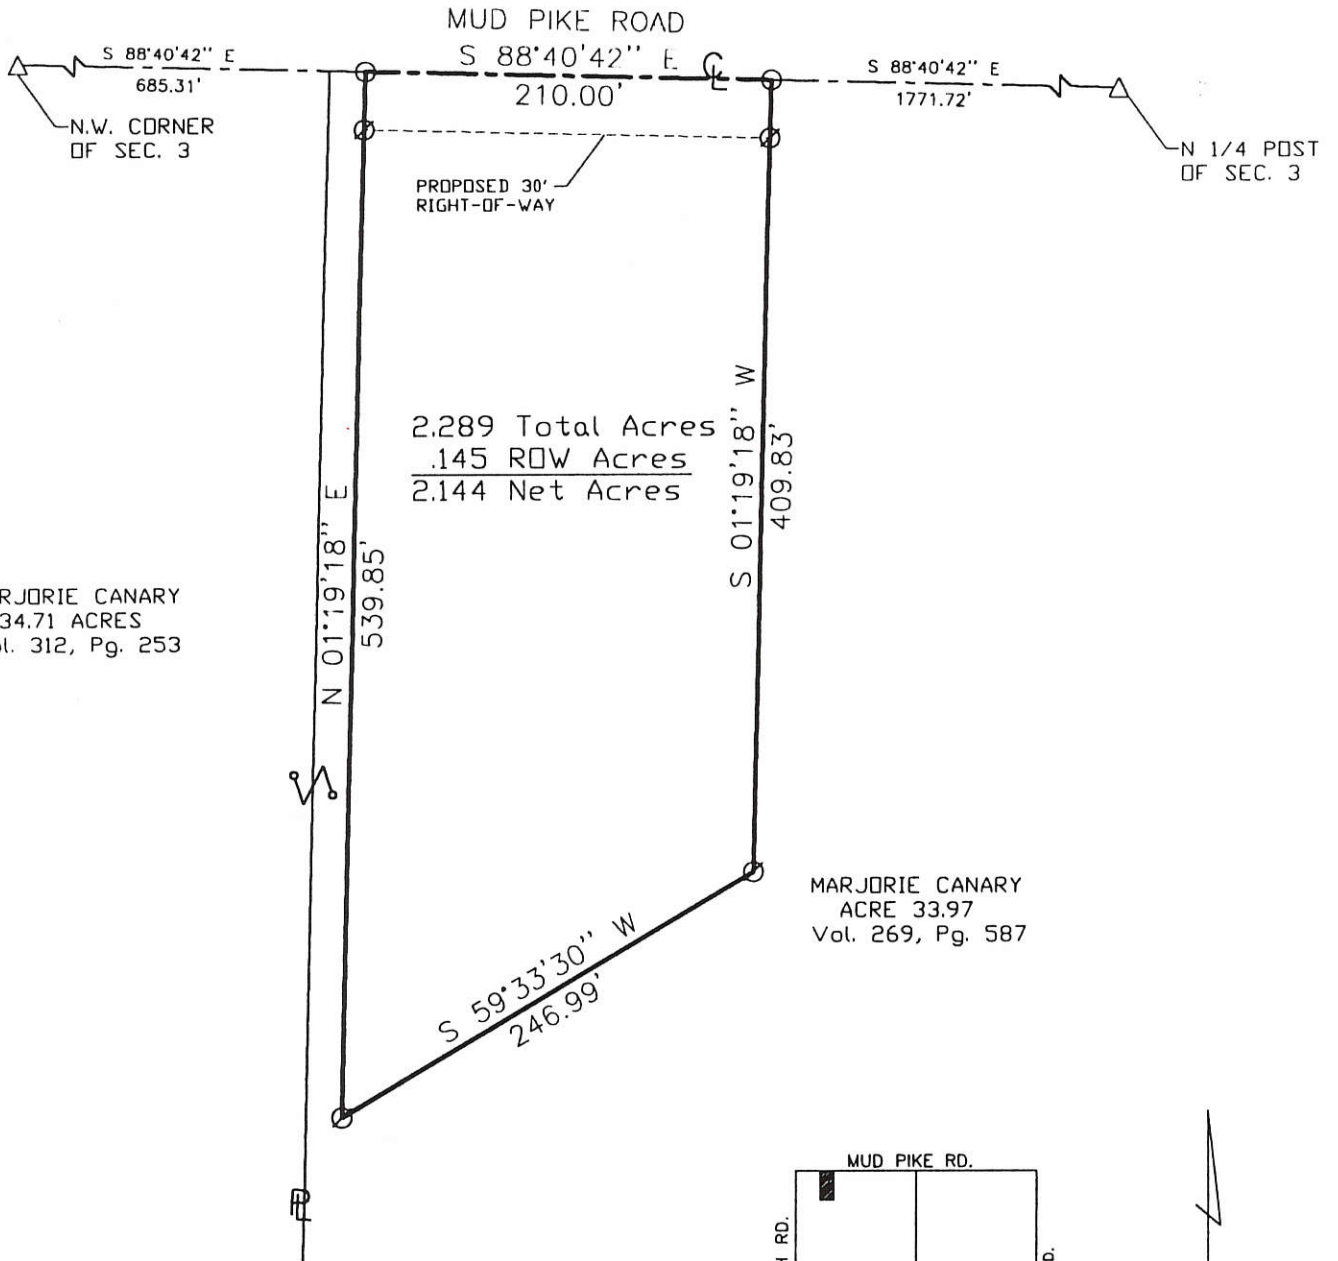 MUD PIKE ROAD
S 88°40'42" E
685.31'
S 88°40'42" E
210.00'
S 88°40'42" E
1771.72'
N.W. CORNER
OF SEC. 3
N 1/4 POST
OF SEC. 3
PROPOSED 30'
RIGHT-OF-WAY
2.289 Total Acres
.145 ROW Acres
2.144 Net Acres
S 01°19'18" W
409.83'
N 01°19'18" E
539.85'
RJORIE CANARY
34.71 ACRES
l. 312, Pg. 253
MARJORIE CANARY
ACRE 33.97
Vol. 269, Pg. 587
S 59°33'30" W
246.99'
MUD PIKE RD.
RD.